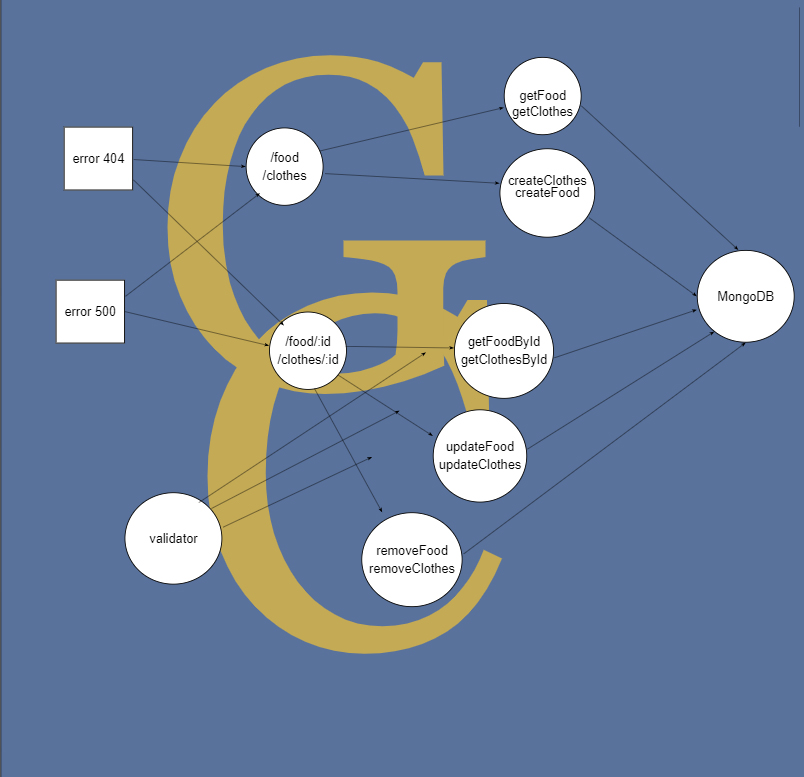 getFood
getClothes
error 404
/food
/clothes
createClothes
createFood
MongoDB
error 500
/food/:id
/clothes/:id
getFoodById
getClothesById
updateFood
updateClothes
validator
removeFood
removeClothes